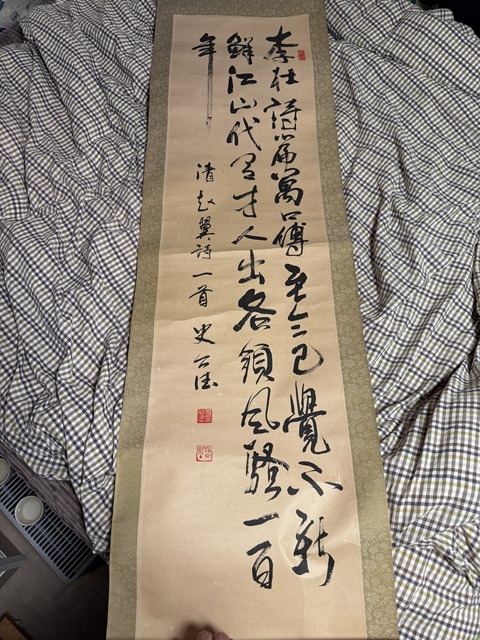 李杜詩篇萬口傳至今已覺不新
鮮江山代有才人出各領風騷一百
年
清趙翼詩一首 史